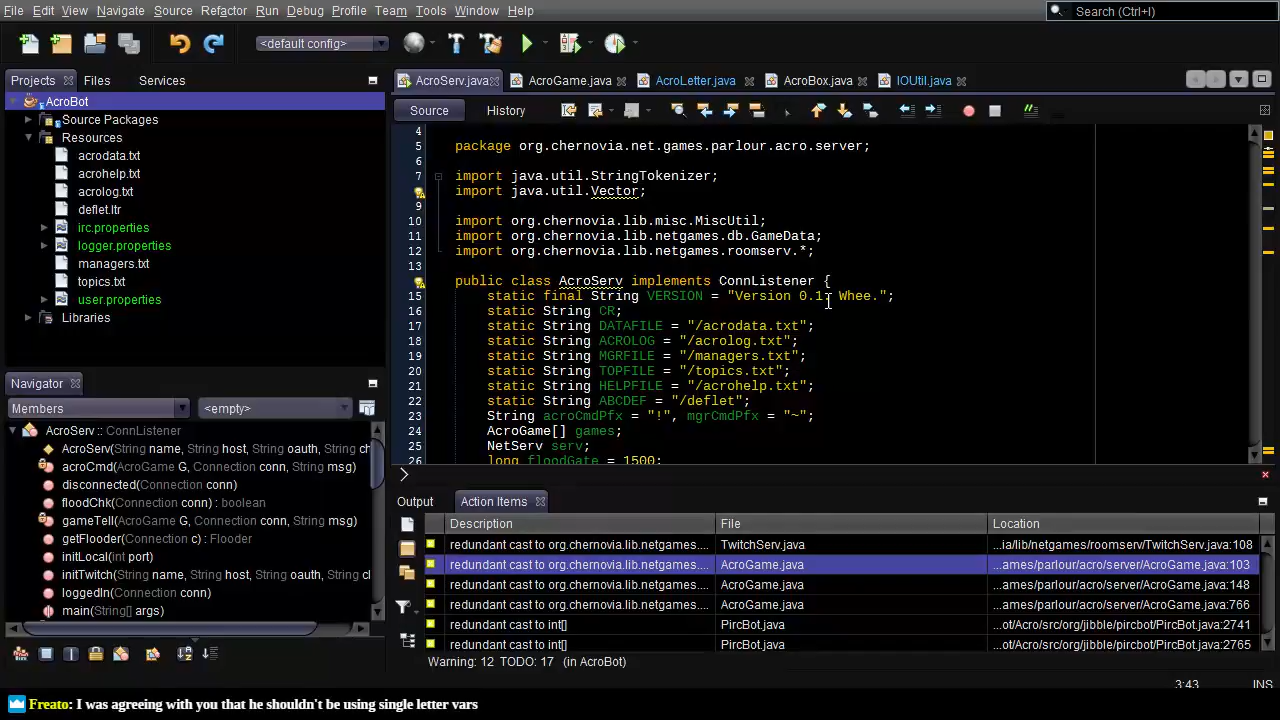 File Edit View Navigate Source Refactor Run Debug Profile Team Tools Window Help
Search (Ctrl+I)
<default config>
Projects Files Services
AcroBot
Source Packages
Resources
acrodata.txt
acrohelp.txt
acrolog.txt
deflet.ltr
irc.properties
logger.properties
managers.txt
topics.txt
user.properties
Libraries
Navigator
Members <empty>
AcroServ :: ConnListener
AcroServ(String name, String host, String oauth, String ch
acroCmd(AcroGame G, Connection conn, String msg)
disconnected(Connection conn)
floodChk(Connection conn) : boolean
gameTell(AcroGame G, Connection conn, String msg)
getFlooder(Connection c) : Flooder
initLocal(int port)
initTwitch(String name, String host, String oauth, String cl
loggedIn(Connection conn)
main(String[] args)
AcroServ.java AcroGame.java AcroLetter.java AcroBox.java IOUtil.java
Source History
4
5 package org.chernovia.net.games.parlour.acro.server;
6
7 import java.util.StringTokenizer;
import java.util.Vector;
9
10 import org.chernovia.lib.misc.MiscUtil;
11 import org.chernovia.lib.netgames.db.GameData;
12 import org.chernovia.lib.netgames.roomserv.*;
13
public class AcroServ implements ConnListener {
15 static final String VERSION = "Version 0.1; Whee.";
16 static String CR;
17 static String DATAFILE = "/acrodata.txt";
18 static String ACROLOG = "/acrolog.txt";
19 static String MGRFILE = "/managers.txt";
20 static String TOPFILE = "/topics.txt";
21 static String HELPFILE = "/acrohelp.txt";
22 static String ABCDEF = "/deflet";
23 String acroCmdPfx = "!", mgrCmdPfx = "~";
24 AcroGame[] games;
25 NetServ serv;
26 long floodGate = 1500;
Output Action Items
Description File Location
redundant cast to org.chernovia.lib.netgames.... TwitchServ.java ...ia/lib/netgames/roomserv/TwitchServ.java:108
redundant cast to org.chernovia.lib.netgames.... AcroGame.java ...ames/parlour/acro/server/AcroGame.java:103
redundant cast to org.chernovia.lib.netgames.... AcroGame.java ...ames/parlour/acro/server/AcroGame.java:148
redundant cast to org.chernovia.lib.netgames.... AcroGame.java ...ames/parlour/acro/server/AcroGame.java:766
redundant cast to int[] PircBot.java ...ot/Acro/src/org/jibble/pircbot/PircBot.java:2741
redundant cast to int[] PircBot.java ...ot/Acro/src/org/jibble/pircbot/PircBot.java:2765
Warning: 12 TODO: 17 (in AcroBot)
3:43 INS
Freato: I was agreeing with you that he shouldn't be using single letter vars